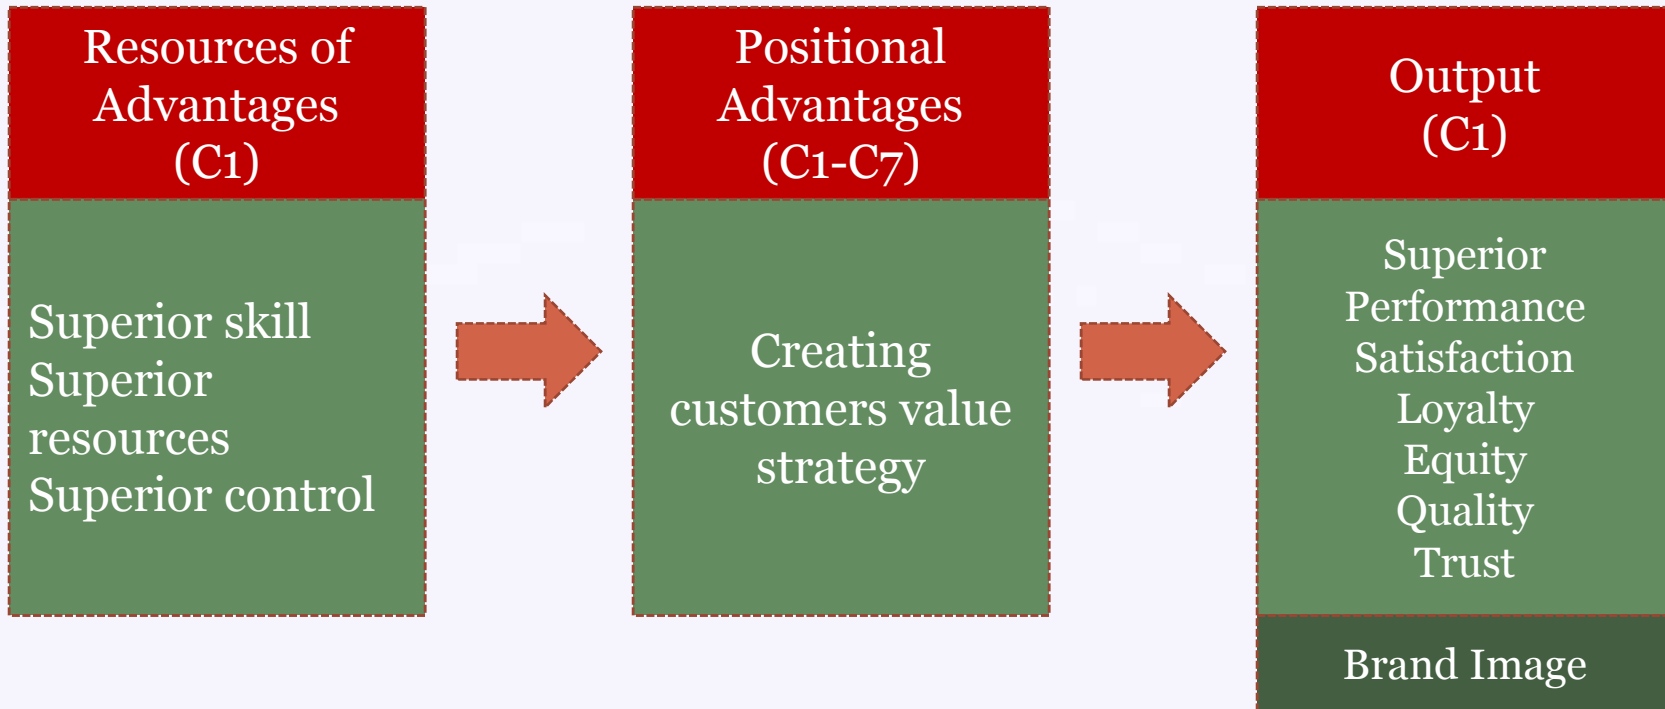 Resources of
Advantages
(C1)
Superior skill
Superior
resources
Superior control
Positional
Advantages
(C1-C7)
Creating
customers value
strategy
Output
(C1)
Superior
Performance
Satisfaction
Loyalty
Equity
Quality
Trust
Brand Image